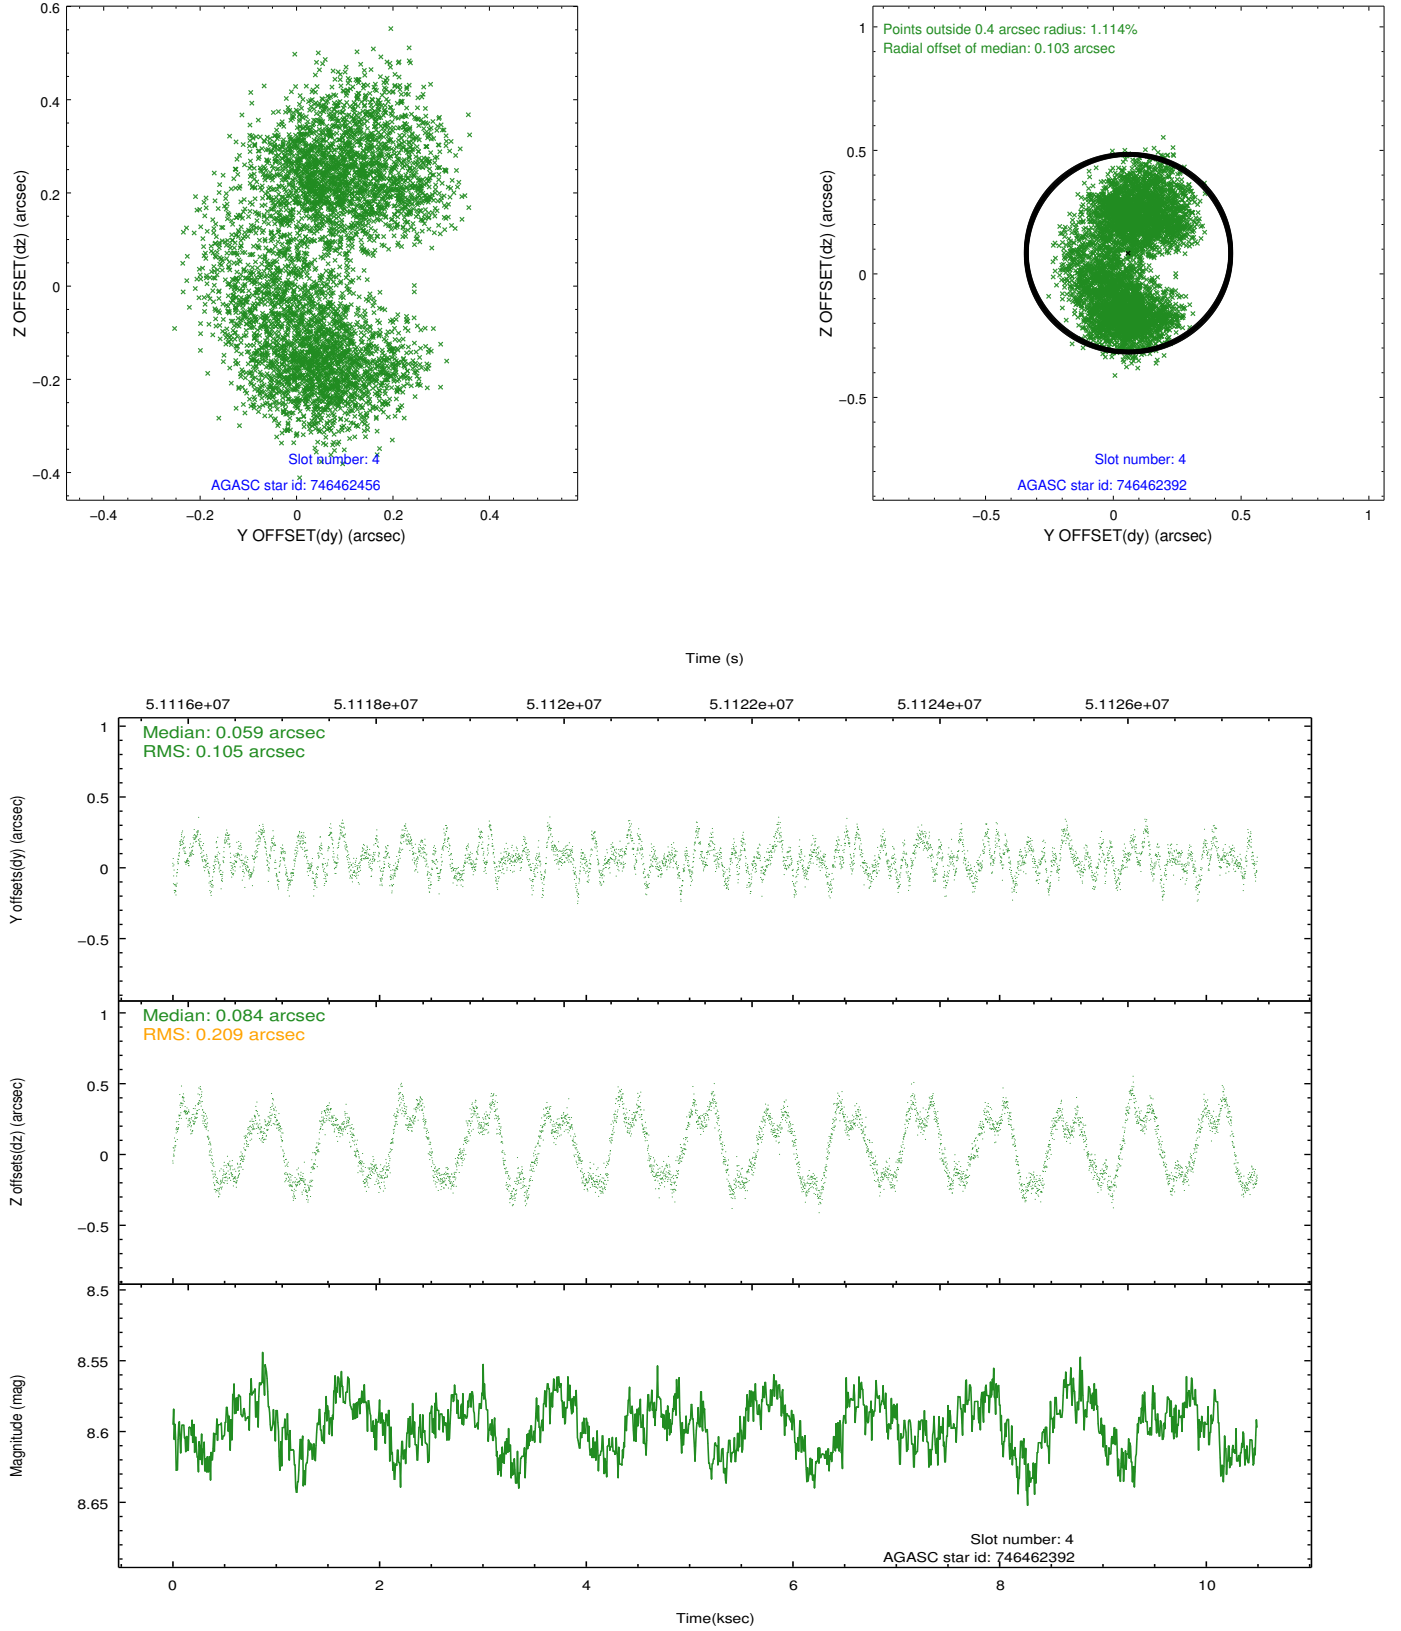 0.6
0.4
0.2
0
−0.2
−0.4
Z OFFSET(dz) (arcsec)
Slot number: 4
AGASC star id: 746462456
−0.4 −0.2 0 0.2 0.4
Y OFFSET(dy) (arcsec)
Points outside 0.4 arcsec radius: 1.114%
Radial offset of median: 0.103 arcsec
1
0.5
0
−0.5
Z OFFSET(dz) (arcsec)
Slot number: 4
AGASC star id: 746462392
−0.5 0 0.5 1
Y OFFSET(dy) (arcsec)
Time (s)
5.1116e+07 5.1118e+07 5.112e+07 5.1122e+07 5.1124e+07 5.1126e+07
Median: 0.059 arcsec
RMS: 0.105 arcsec
1
0.5
0
−0.5
Y offsets(dy) (arcsec)
Median: 0.084 arcsec
RMS: 0.209 arcsec
1
0.5
0
−0.5
Z offsets(dz) (arcsec)
8.5
8.55
8.6
8.65
Magnitude (mag)
Slot number: 4
AGASC star id: 746462392
0 2 4 6 8 10
Time(ksec)